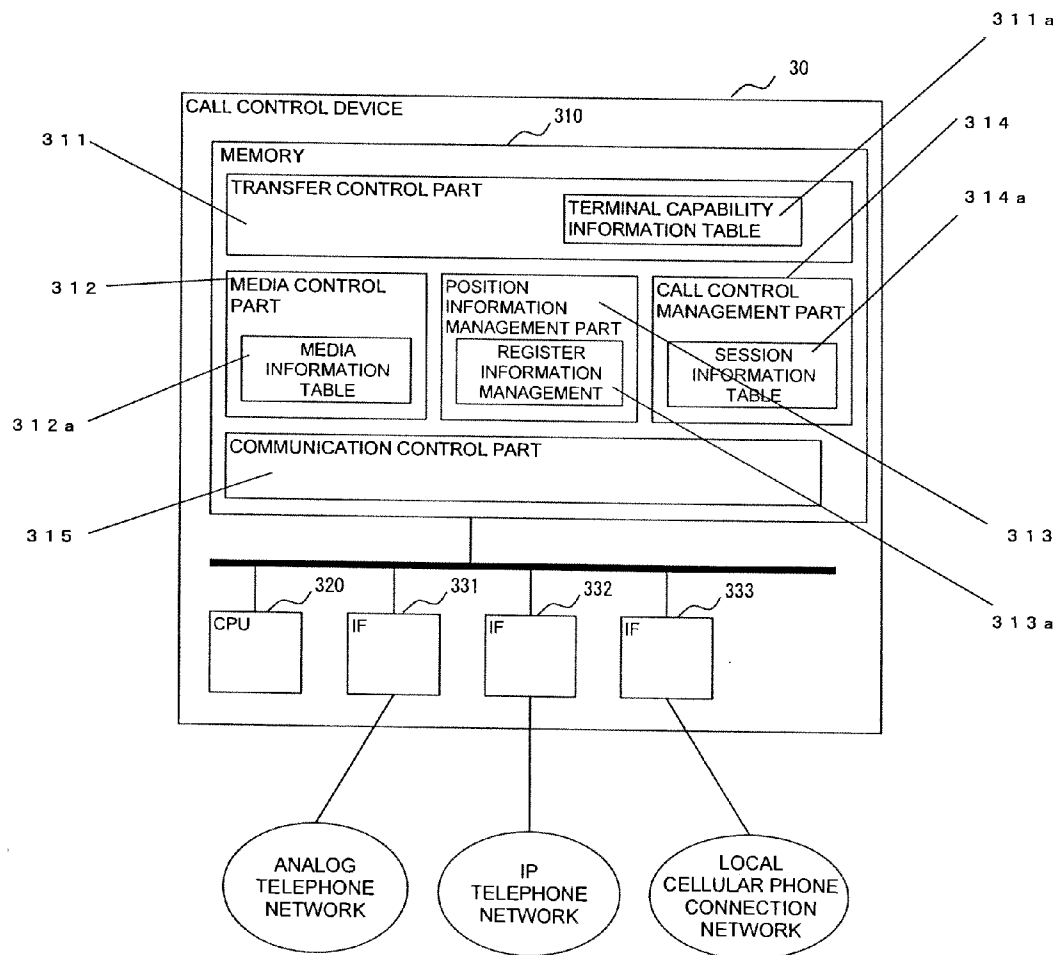 311a
30
CALL CONTROL DEVICE
310
311
314
MEMORY
TRANSFER CONTROL PART
TERMINAL CAPABILITY
INFORMATION TABLE
314a
312
MEDIA CONTROL
PART
POSITION
INFORMATION
MANAGEMENT PART
CALL CONTROL
MANAGEMENT PART
MEDIA
INFORMATION
TABLE
REGISTER
INFORMATION
MANAGEMENT
SESSION
INFORMATION
TABLE
312a
COMMUNICATION CONTROL PART
315
313
320
331
332
333
313a
CPU
IF
IF
IF
ANALOG
TELEPHONE
NETWORK
IP
TELEPHONE
NETWORK
LOCAL
CELLULAR PHONE
CONNECTION
NETWORK